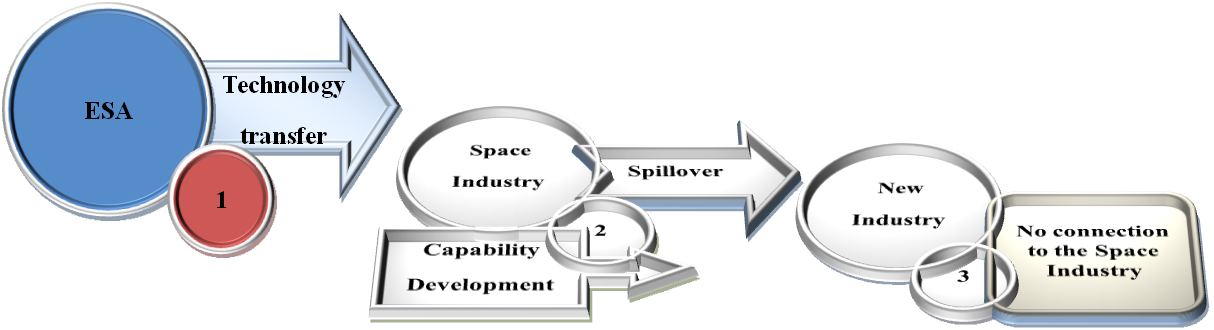 ESA
1
Technology
transfer
Space
Industry
Spillover
2
Capability
Development
New
Industry
3
No connection
to the Space
Industry